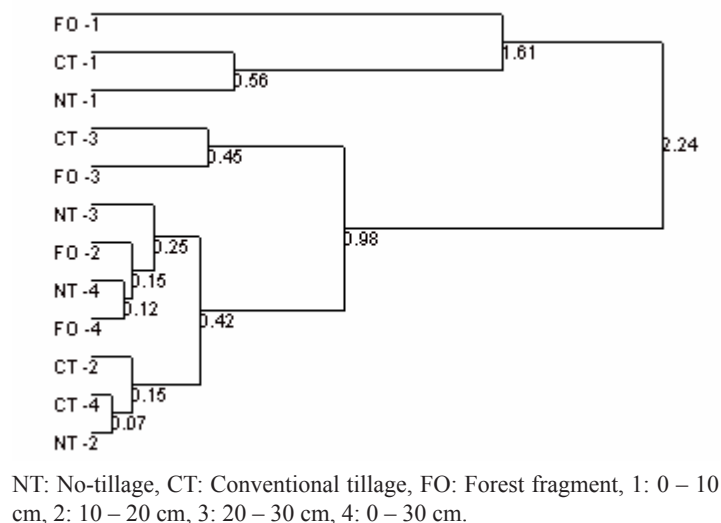 FO -1
1.61
CT -1
0.56
NT -1
CT -3
2.24
0.45
FO -3
NT -3
0.98
0.25
FO -2
0.15
NT -4
0.12
0.42
FO -4
CT -2
0.15
CT -4
0.07
NT -2
NT: No-tillage, CT: Conventional tillage, FO: Forest fragment, 1: 0 – 10
cm, 2: 10 – 20 cm, 3: 20 – 30 cm, 4: 0 – 30 cm.